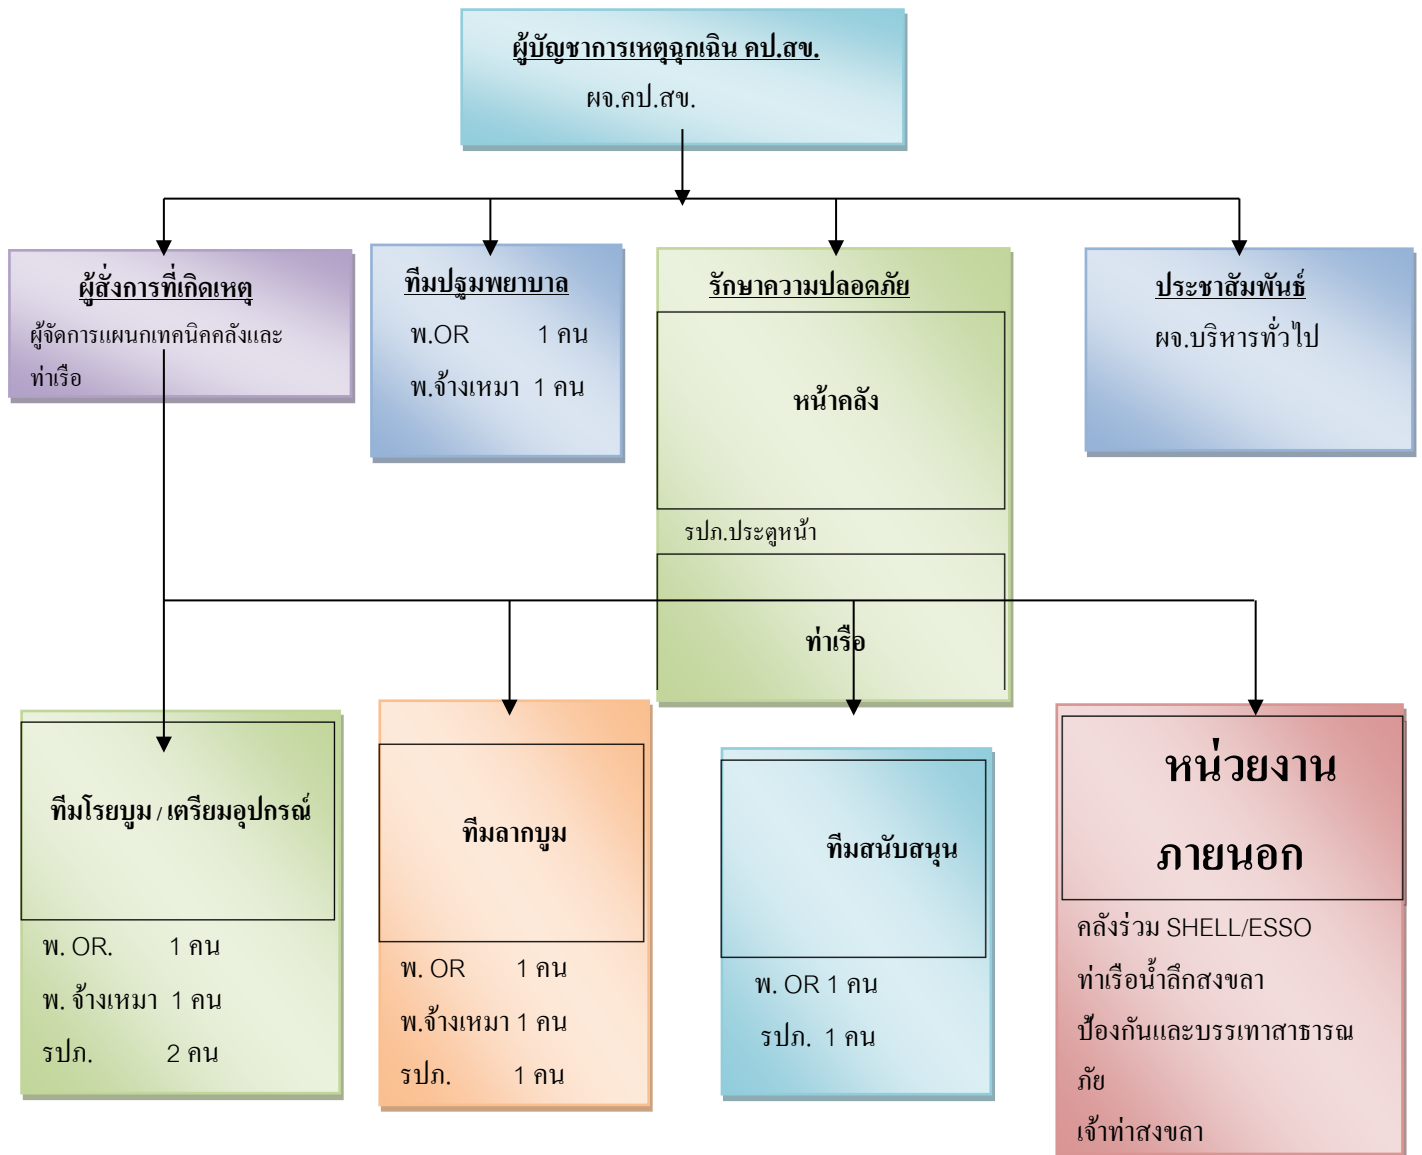 ผู้บัญชาการเหตุฉุกเฉิน คป.สข.
ผจ.คป.สข.
ผู้สั่งการที่เกิดเหตุ
ผู้จัดการแผนกเทคนิคคลังและ
ท่าเรือ
ทีมปฐมพยาบาล
พ.OR 1 คน
พ.จ้างเหมา 1 คน
รักษาความปลอดภัย
หน้าคลัง
รปภ.ประตูหน้า
ท่าเรือ
ประชาสัมพันธ์
ผจ.บริหารทั่วไป
ทีมโรยบูม / เตรียมอุปกรณ์
พ. OR. 1 คน
พ. จ้างเหมา 1 คน
รปภ. 2 คน
ทีมลากบูม
พ. OR 1 คน
พ.จ้างเหมา 1 คน
รปภ. 1 คน
ทีมสนับสนุน
พ. OR 1 คน
รปภ. 1 คน
หน่วยงาน
ภายนอก
คลังร่วม SHELL/ESSO
ท่าเรือน้ำลึกสงขลา
ป้องกันและบรรเทาสาธารณ
ภัย
เจ้าท่าสงขลา